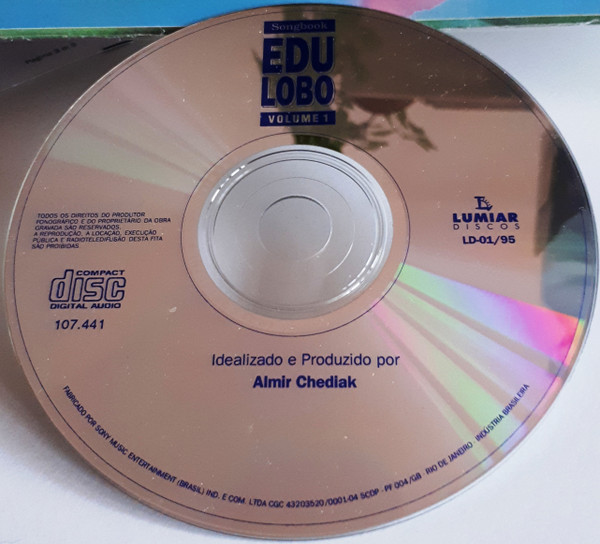 Songbook
EDU
LOBO
VOLUME 1
TODOS OS DIREITOS DO PRODUTOR
FONOGRÁFICO E DO PROPRIETÁRIO DA OBRA
GRAVADA SÃO RESERVADOS.
A REPRODUÇÃO, A LOCAÇÃO, EXECUÇÃO
PÚBLICA E RADIOTELEDIFUSÃO DESTA FITA
SÃO PROIBIDAS.
LUMIAR
DISCOS
LD-01/95
COMPACT
disc
DIGITAL AUDIO
107.441
Idealizado e Produzido por
Almir Chediak
FABRICADO POR SONY MUSIC ENTERTAINMENT (BRASIL) IND. E COM. LTDA CGC 43203520/0001-04 SCDP - PF 004/GB - RIO DE JANEIRO - INDÚSTRIA BRASILEIRA